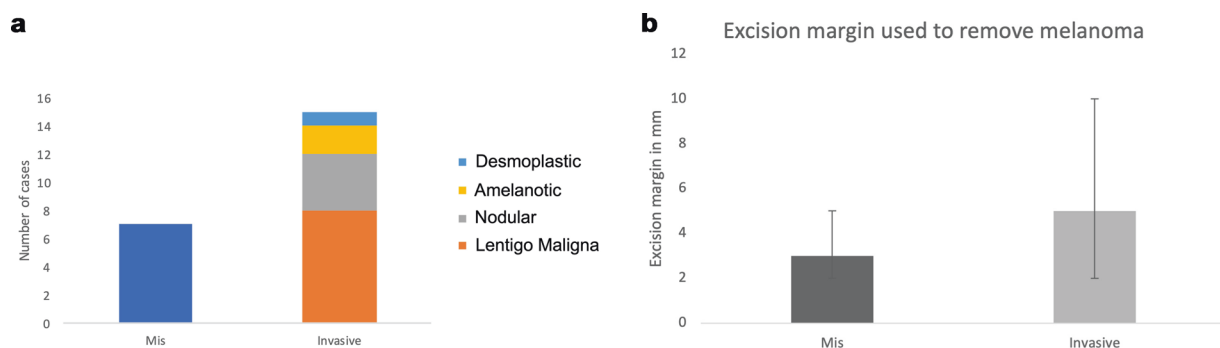 a
Number of cases
16
14
12
10
8
6
4
2
0
Mis
Invasive
Desmoplastic
Amelanotic
Nodular
Lentigo Maligna
b
Excision margin used to remove melanoma
Excision margin in mm
12
10
8
6
4
2
0
Mis
Invasive